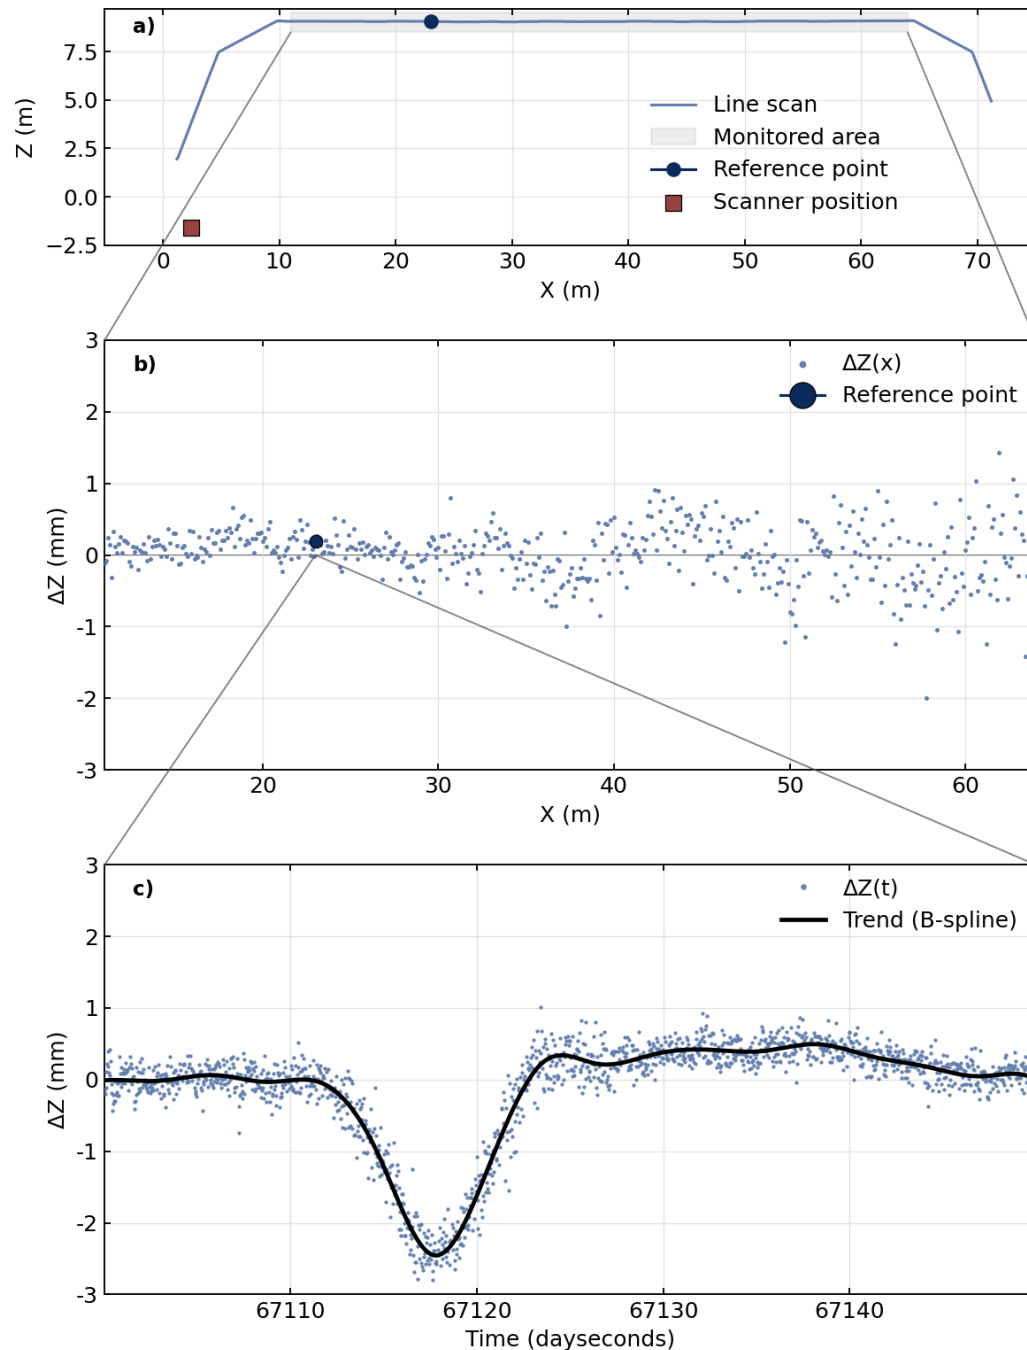 a)
Z (m)
7.5
5.0
2.5
0.0
−2.5
Line scan
Monitored area
Reference point
Scanner position
0 10 20 30 40 50 60 70
X (m)
b)
ΔZ (mm)
3
2
1
0
-1
-2
-3
ΔZ(x)
Reference point
20 30 40 50 60
X (m)
c)
ΔZ (mm)
3
2
1
0
-1
-2
-3
ΔZ(t)
Trend (B-spline)
67110 67120 67130 67140
Time (dayseconds)